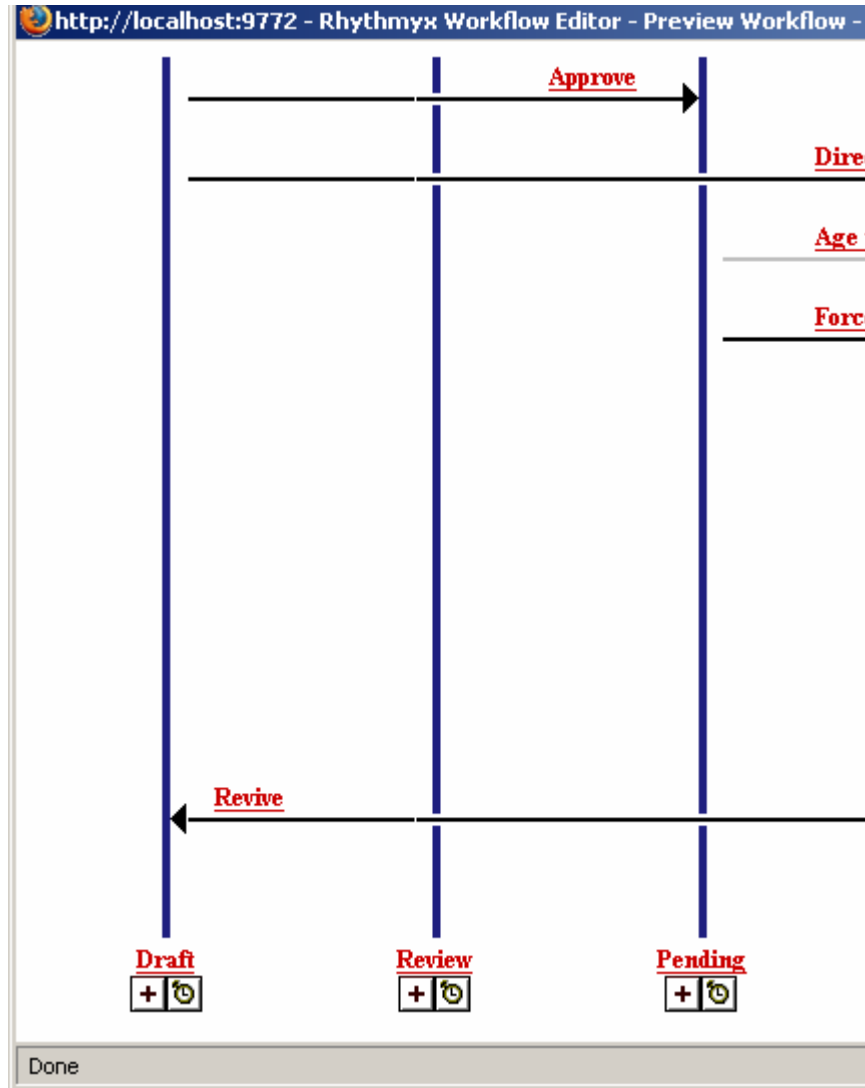 http://localhost:9772 - Rhythmyx Workflow Editor - Preview Workflow -
Approve
Age
Revive
Draft Review Pending
Done